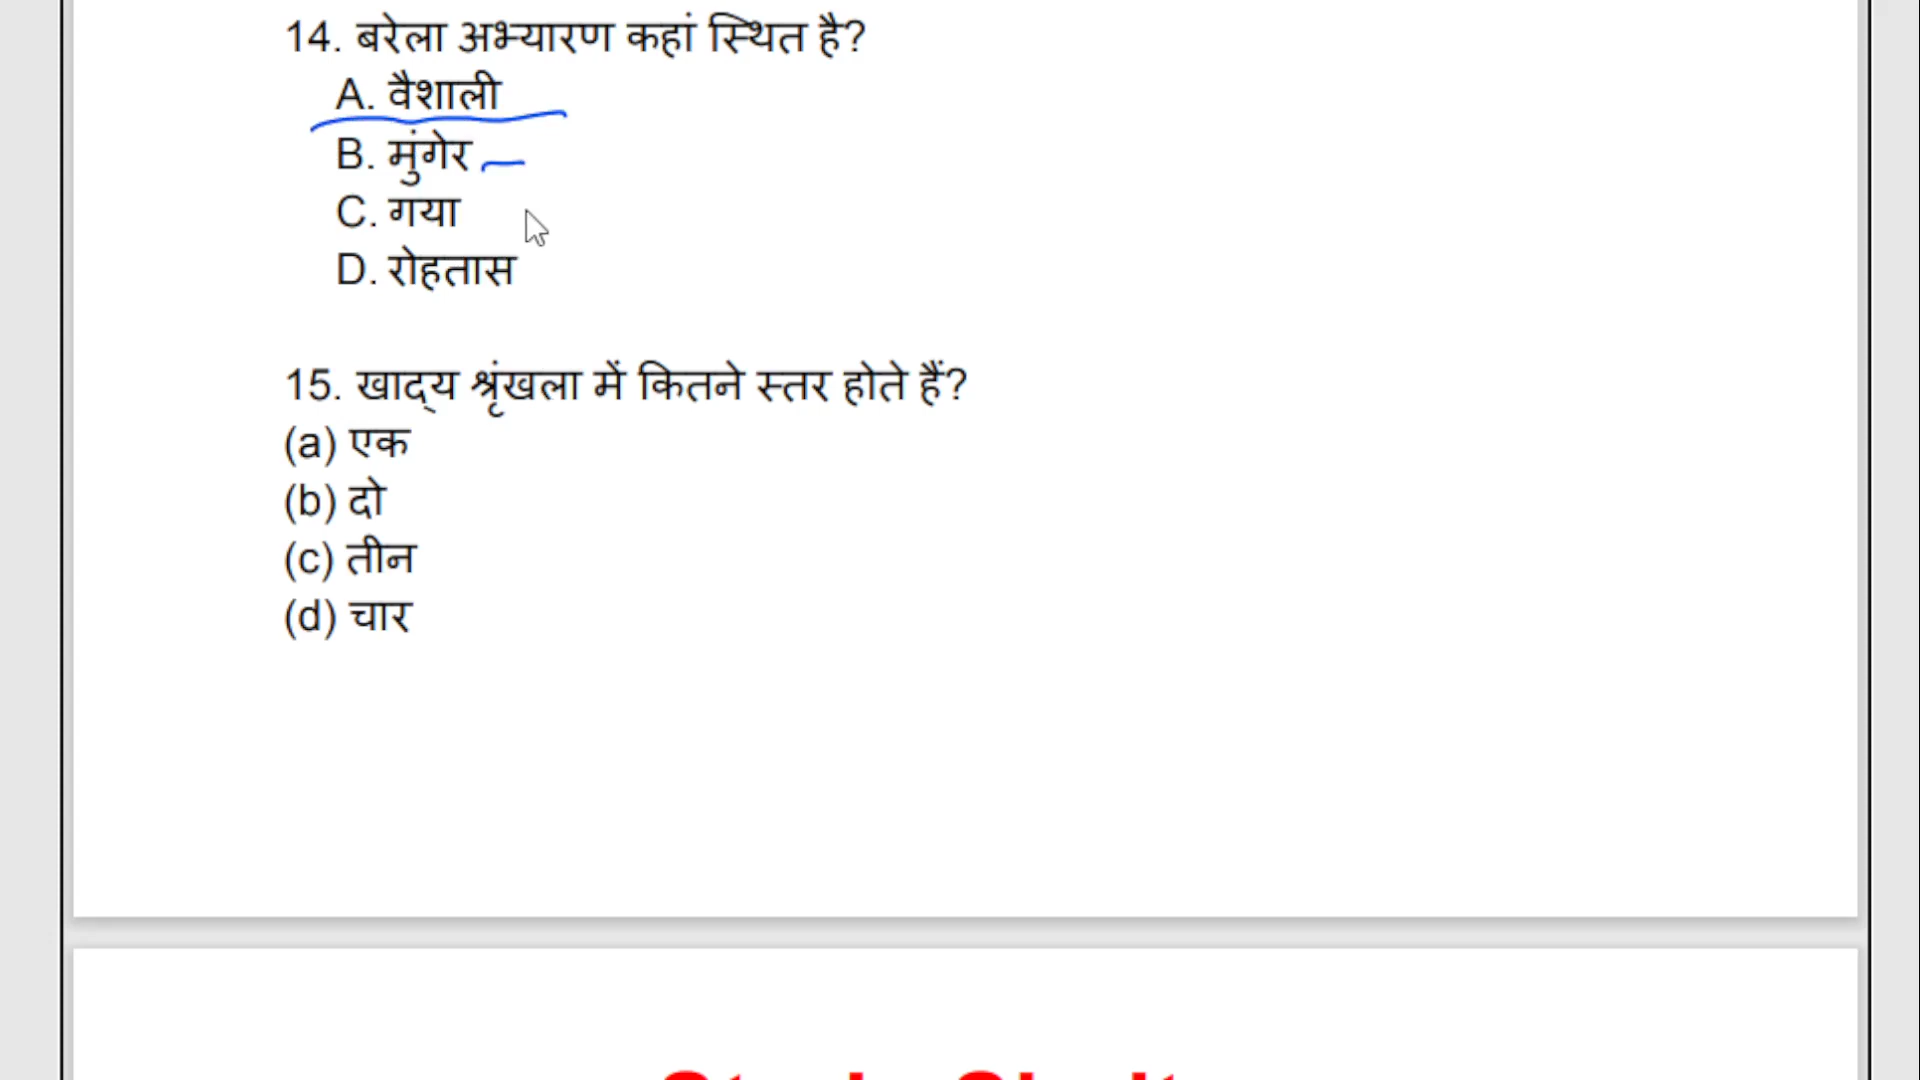 14. बरेला अभ्यारण कहां स्थित है?
A. वैशाली
B. मुंगेर
C. गया
D. रोहतास
15. खाद्य श्रृंखला में कितने स्तर होते हैं?
(a) एक
(b) दो
(c) तीन
(d) चार